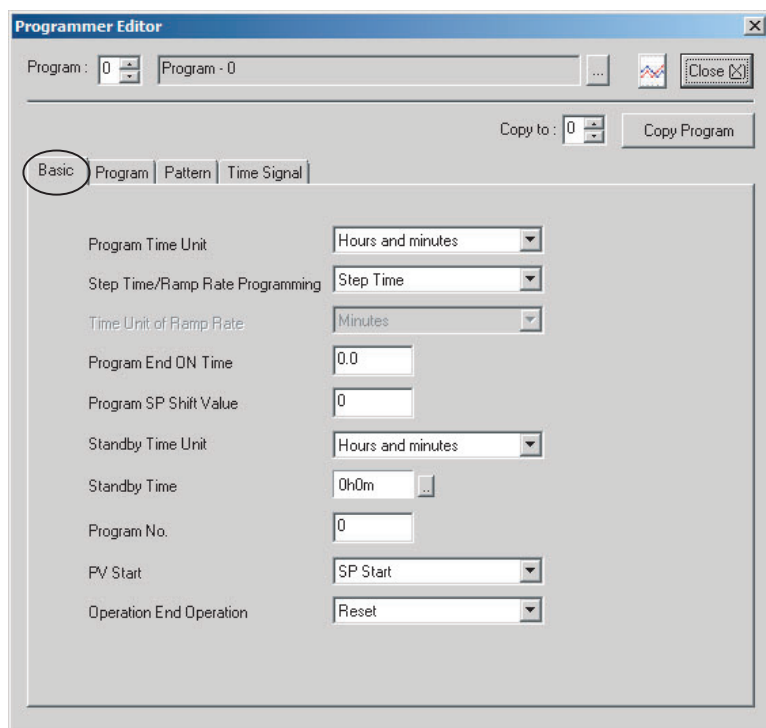 Programmer Editor
Program : 0 Program - 0 ... Close (X)
Copy to : 0 Copy Program
Basic Program Pattern Time Signal
Program Time Unit Hours and minutes
Step Time/Ramp Rate Programming Step Time
Time Unit of Ramp Rate Minutes
Program End ON Time 0.0
Program SP Shift Value 0
Standby Time Unit Hours and minutes
Standby Time 0h0m ..
Program No. 0
PV Start SP Start
Operation End Operation Reset